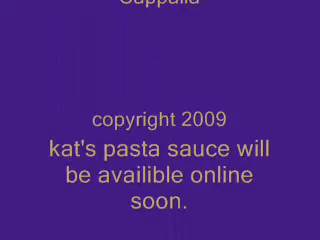 copyright 2009
kat's pasta sauce will
be availible online
soon.